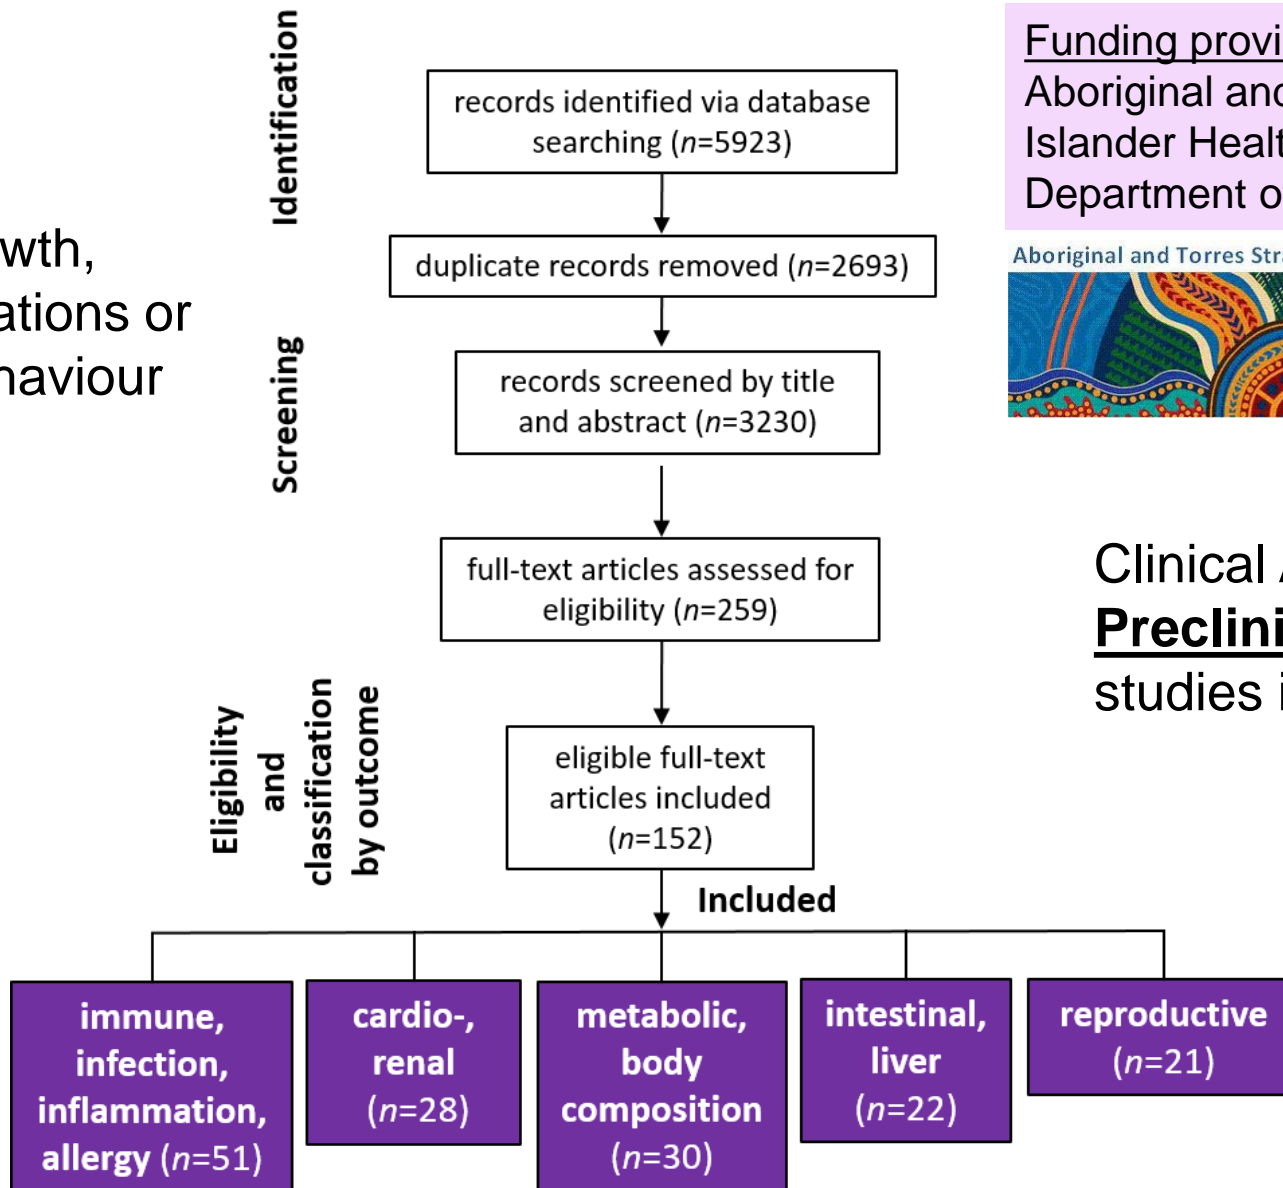 Identification
records identified via database
searching (n=5923)
duplicate records removed (n=2693)
Screening
records screened by title
and abstract (n=3230)
full-text articles assessed for
eligibility (n=259)
Eligibility
and
classification
by outcome
eligible full-text
articles included
(n=152)
Included
immune,
infection,
inflammation,
allergy (n=51)
cardio-,
renal
(n=28)
metabolic,
body
composition
(n=30)
intestinal,
liver
(n=22)
reproductive
(n=21)
wth,
ations or
haviour
Funding provi
Aboriginal and
Islander Healt
Department o
Aboriginal and Torres Stra
Clinical
Preclini
studies i